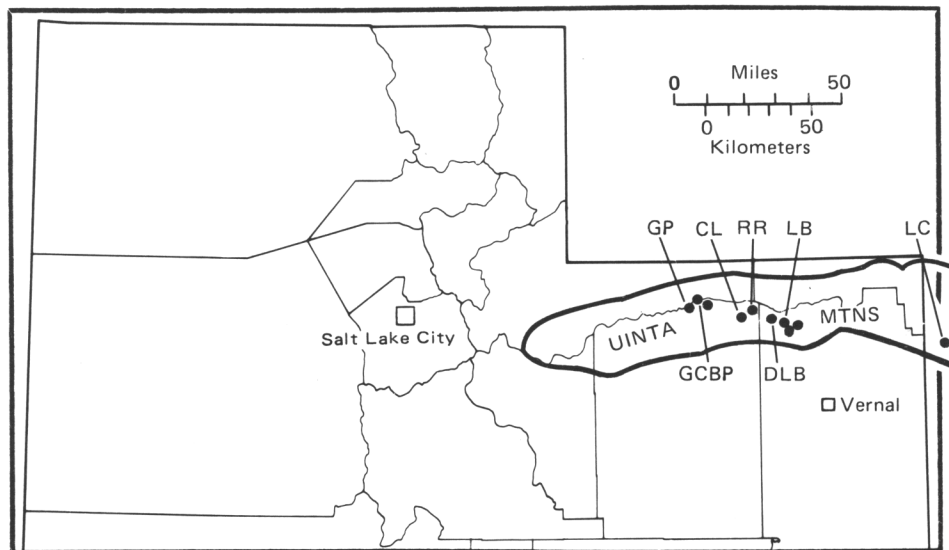 Miles
0 50
0 50
Kilometers
GP CL RR LB LC
UINTA MTNS
Salt Lake City
GCBP DLB
Vernal